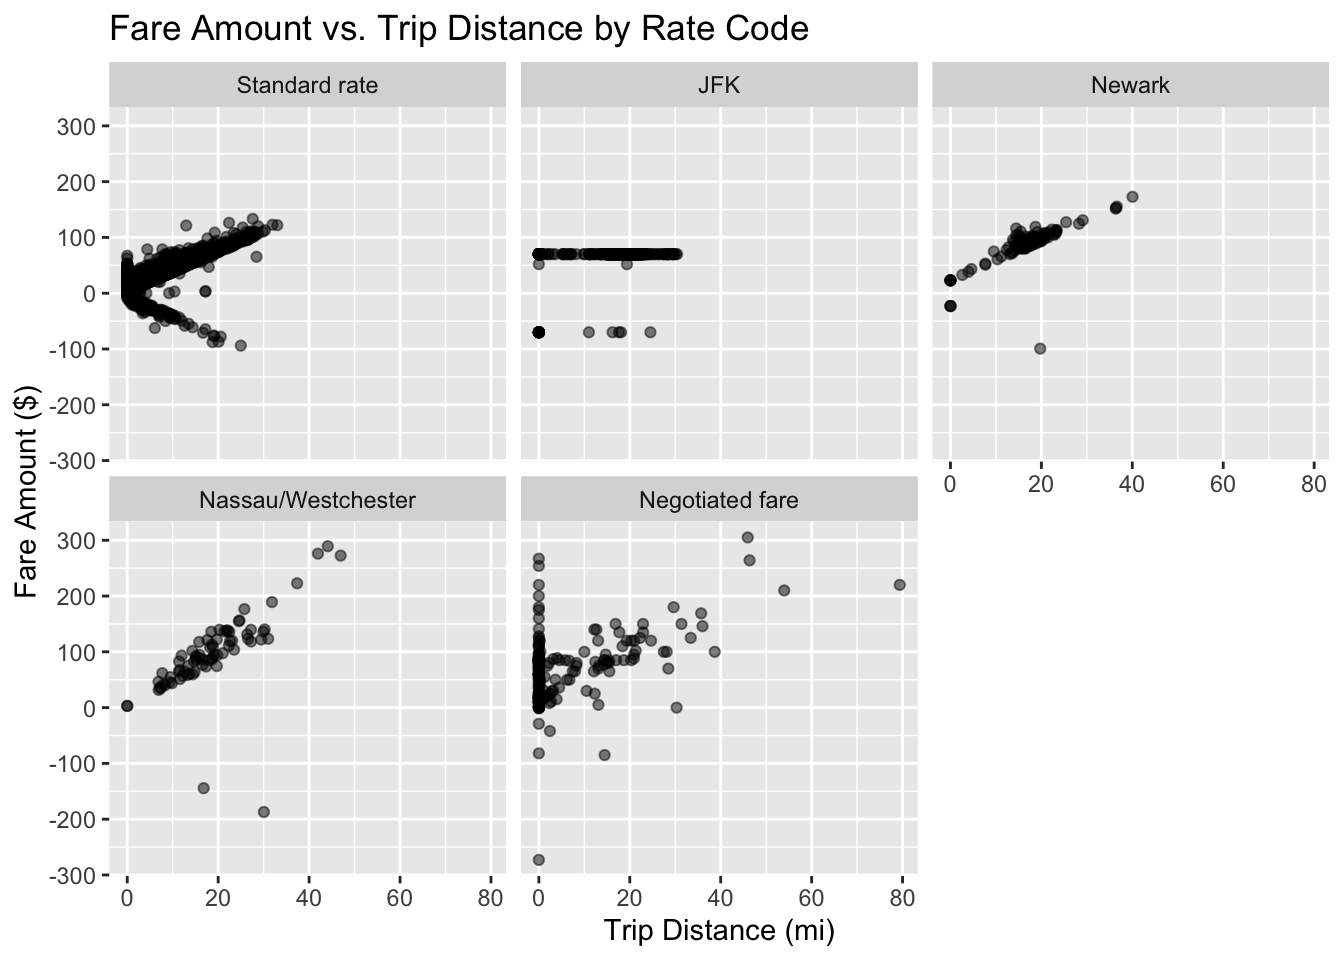 Fare Amount vs. Trip Distance by Rate Code
Standard rate
JFK
Newark
300
200
100
0
-100
-200
-300
0 20 40 60 80
Nassau/Westchester
Negotiated fare
300
200
100
0
-100
-200
-300
0 20 40 60 80
0 20 40 60 80
Fare Amount ($)
Trip Distance (mi)